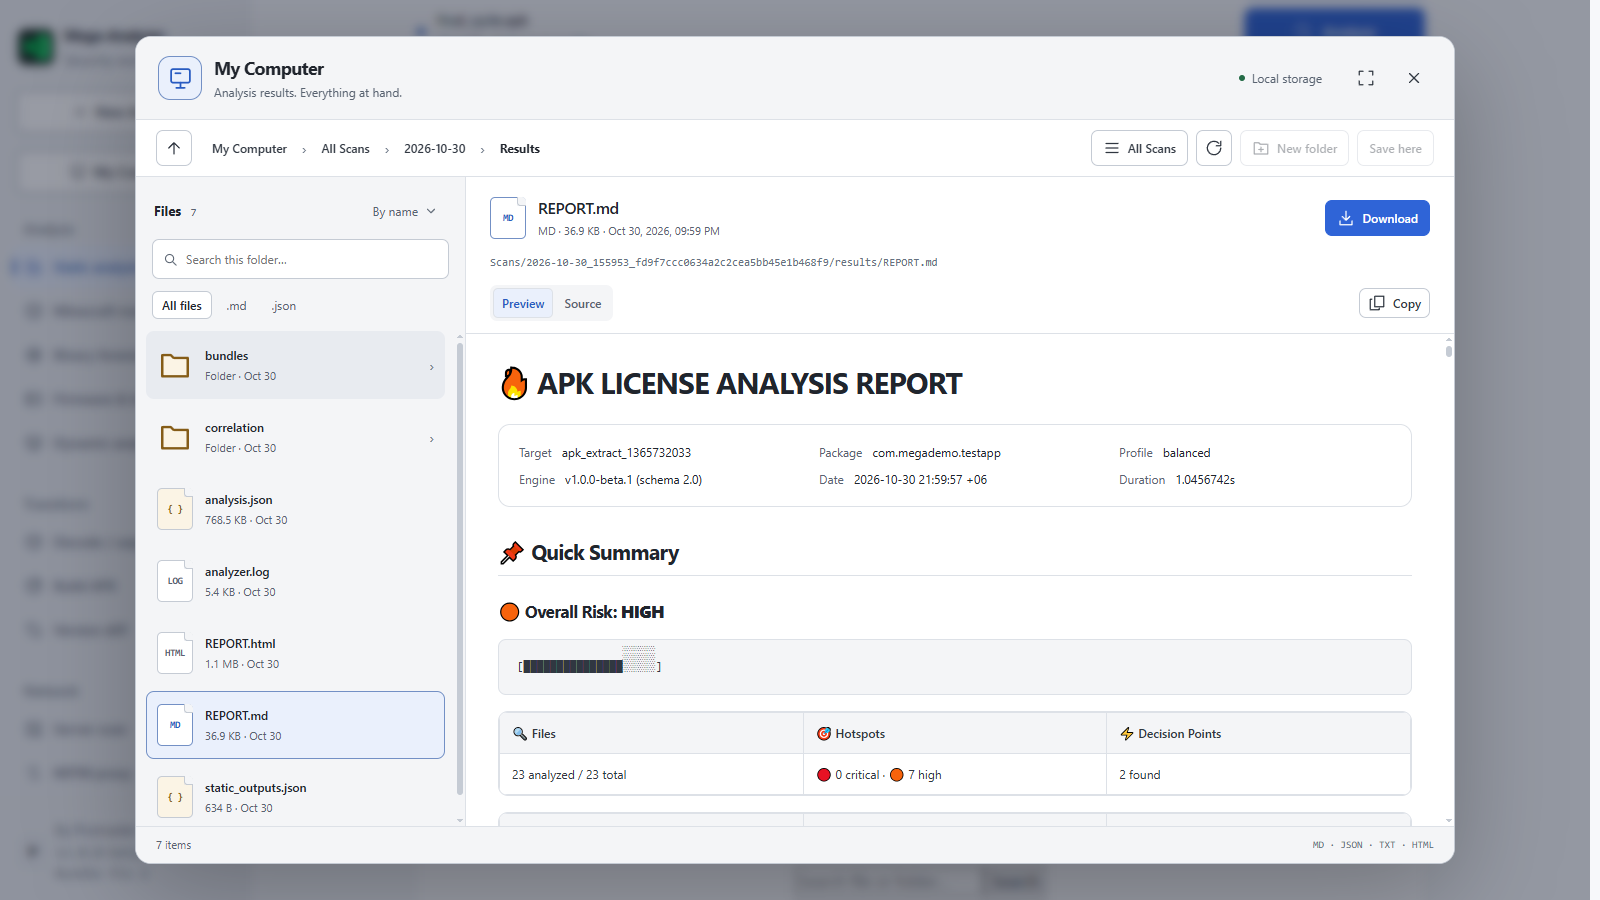 My Computer
Analysis results. Everything at hand.
Local storage
My Computer › All Scans › 2026-10-30 › Results
All Scans
New folder
Save here
Files 7
By name
Search this folder...
All files .md .json
bundles
Folder · Oct 30
correlation
Folder · Oct 30
{ }
analysis.json
768.5 KB · Oct 30
LOG
analyzer.log
5.4 KB · Oct 30
HTML
REPORT.html
1.1 MB · Oct 30
MD
REPORT.md
36.9 KB · Oct 30
{ }
static_outputs.json
634 B · Oct 30
7 items
MD
REPORT.md
MD · 36.9 KB · Oct 30, 2026, 09:59 PM
Download
Scans/2026-10-30_155953_fd9f7ccc0634a2c2cea5bb45e1b468f9/results/REPORT.md
Preview Source
Copy
APK LICENSE ANALYSIS REPORT
Target apk_extract_1365732033 Package com.megademo.testapp Profile balanced
Engine v1.0.0-beta.1 (schema 2.0) Date 2026-10-30 21:59:57 +06 Duration 1.0456742s
Quick Summary
Overall Risk: HIGH
[██████████████░░░░░]
Files Hotspots Decision Points
23 analyzed / 23 total 0 critical · 7 high 2 found
MD · JSON · TXT · HTML